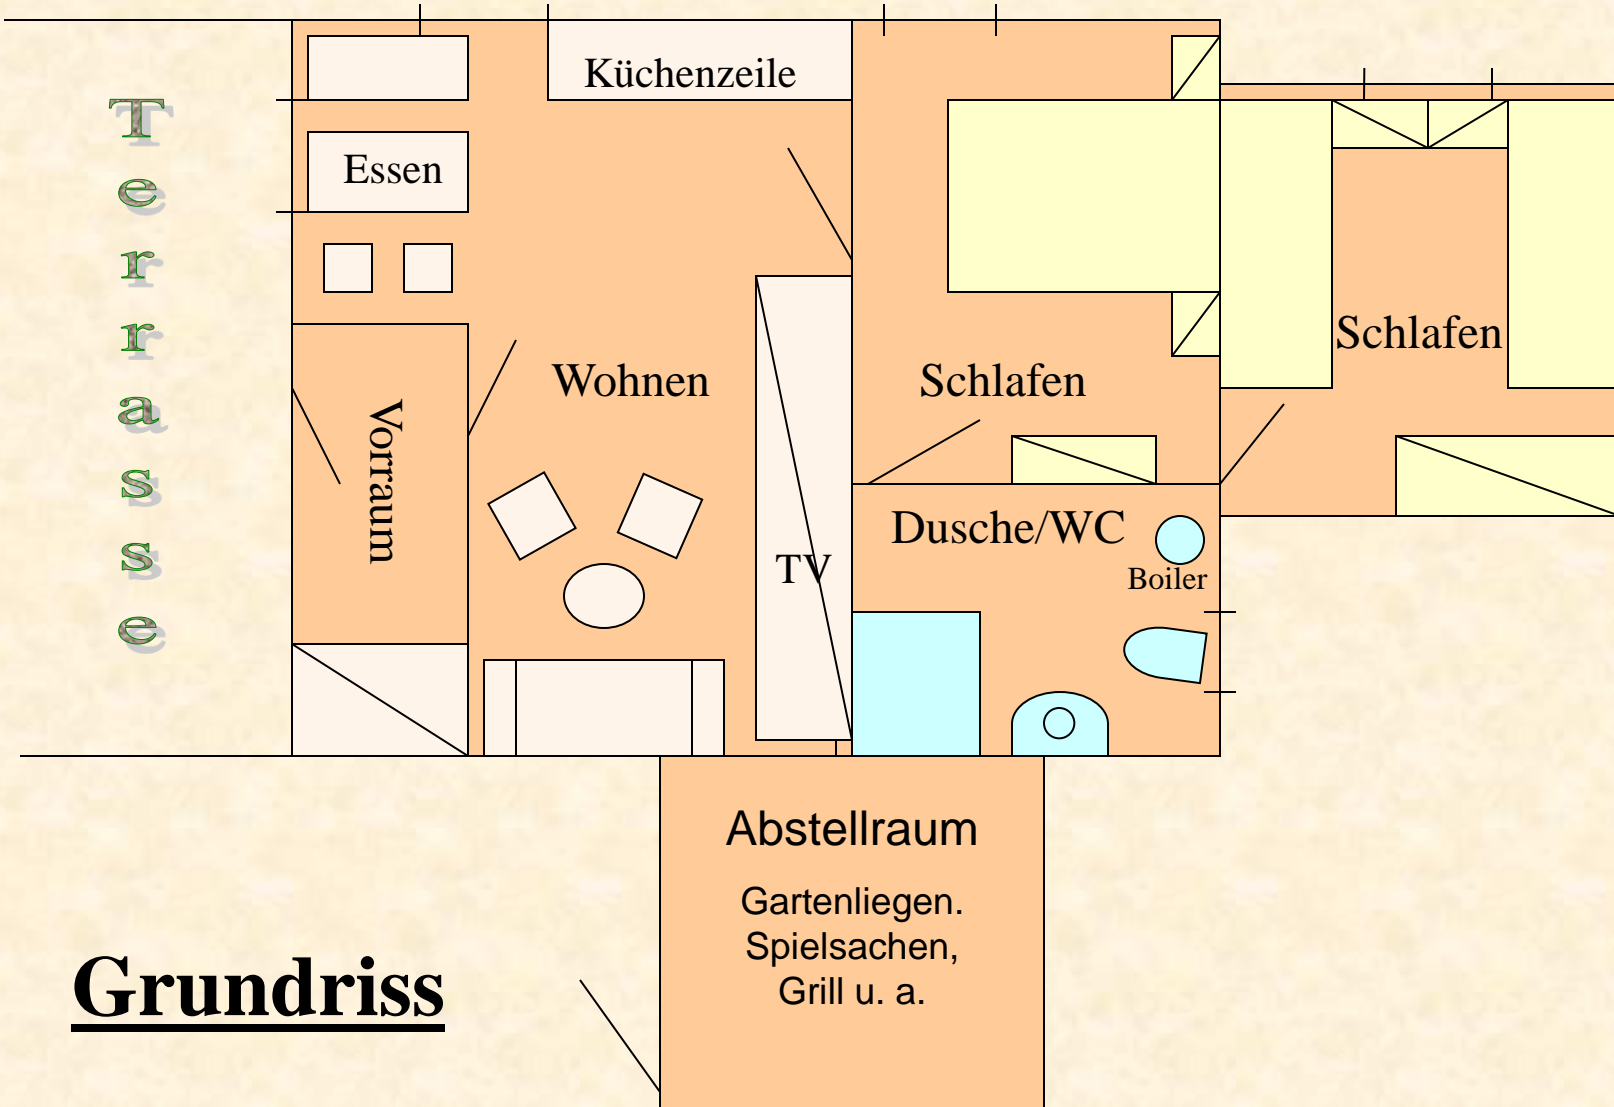 Terrasse
Küchenzeile
Essen
Wohnen
Vorraum
TV
Schlafen
Schlafen
Dusche/WC
Boiler
Abstellraum
Gartenliegen.
Spielsachen,
Grill u. a.
Grundriss